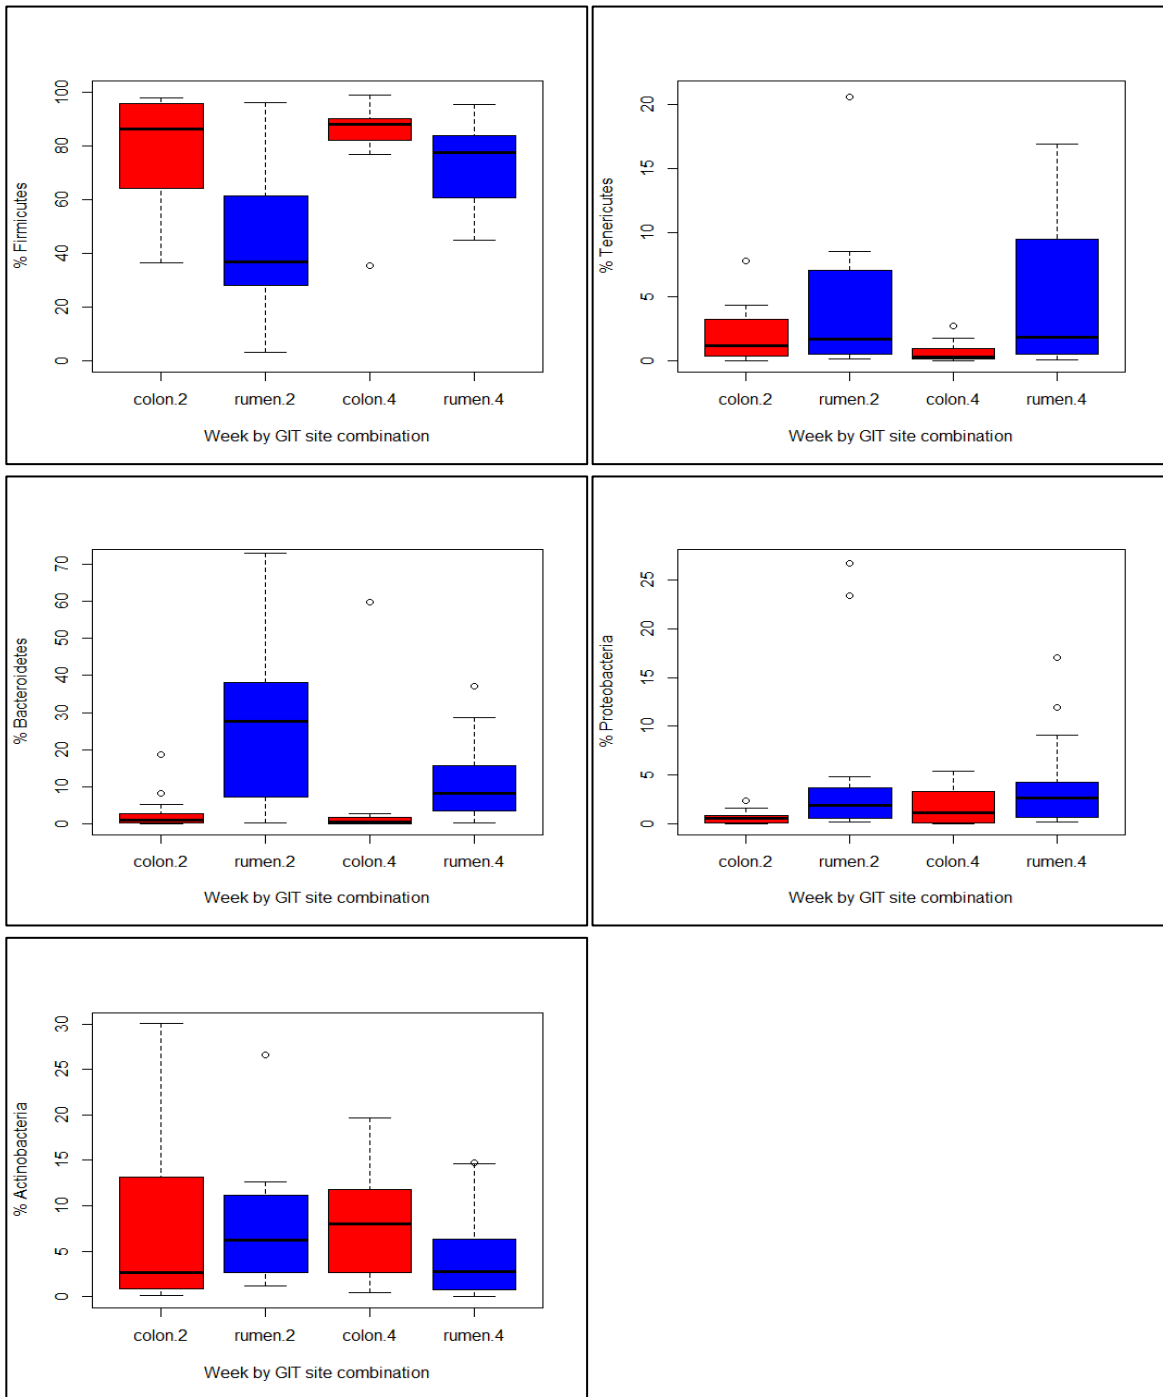 % Firmicutes
100
80
60
40
20
0
colon.2 rumen.2 colon.4 rumen.4
Week by GIT site combination
% Tenericutes
20
15
10
5
0
colon.2 rumen.2 colon.4 rumen.4
Week by GIT site combination
% Bacteroidetes
70
60
50
40
30
20
10
0
colon.2 rumen.2 colon.4 rumen.4
Week by GIT site combination
% Proteobacteria
25
20
15
10
5
0
colon.2 rumen.2 colon.4 rumen.4
Week by GIT site combination
% Actinobacteria
30
25
20
15
10
5
0
colon.2 rumen.2 colon.4 rumen.4
Week by GIT site combination